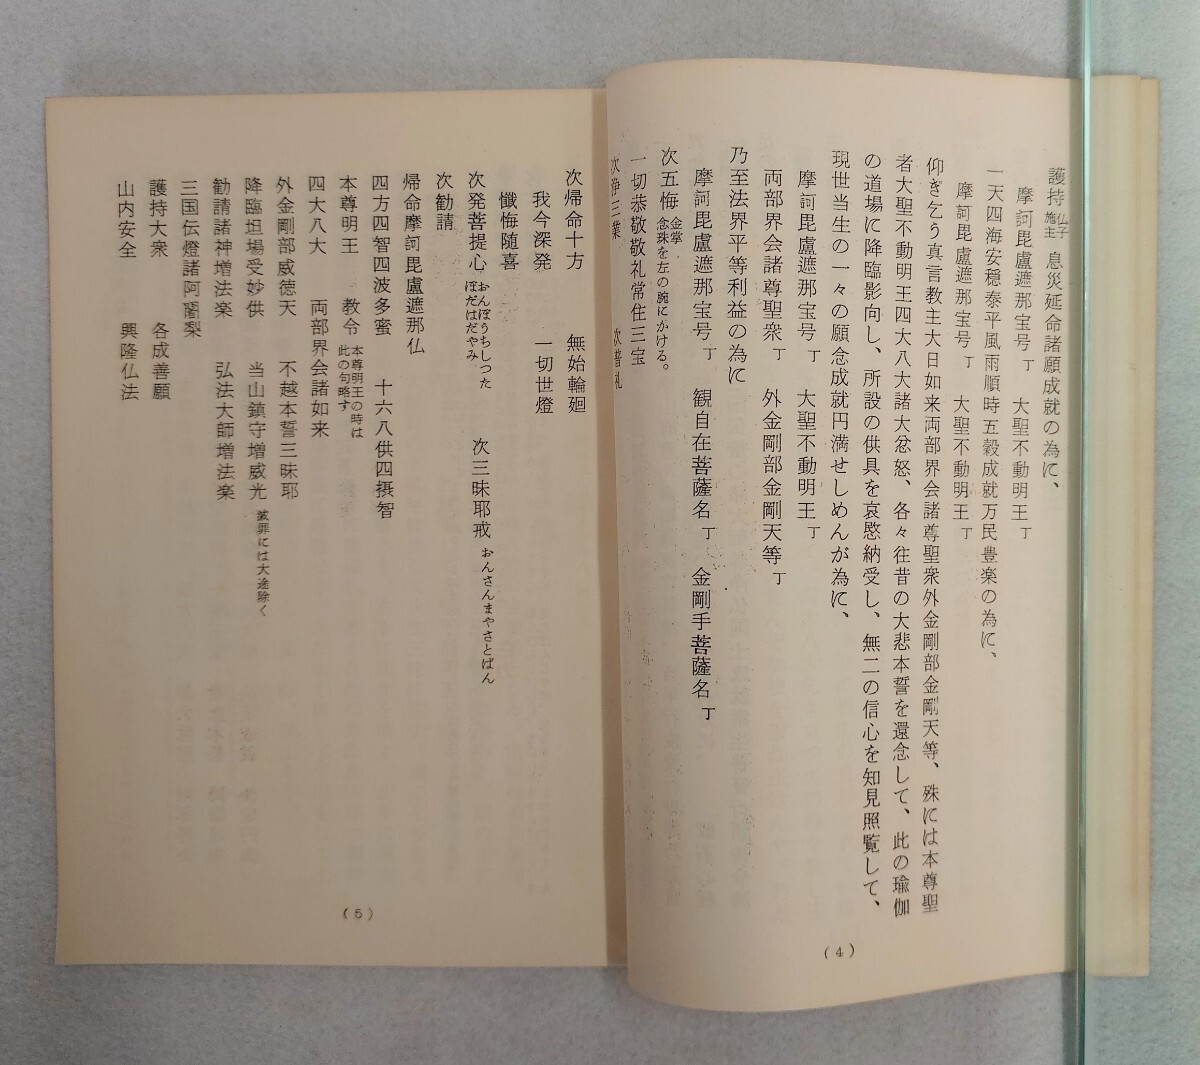 護持 仏子 施主 息災延命諸願成就の為に、
摩訶毘盧遮那宝号 丁 大聖不動明王 丁
一天四海安穏泰平風雨順時五穀成就万民豊楽の為に、
摩訶毘盧遮那宝号 丁 大聖不動明王 丁
仰ぎ乞う真言教主大日如来両部界会諸尊聖衆外金剛部金剛天等、殊には本尊聖
者大聖不動明王四大八大諸大忿怒、各々往昔の大悲本誓を還念して、此の瑜伽
の道場に降臨影向し、所設の供具を哀愍納受し、無二の信心を知見照覧して、
現世当生の一々の願念成就円満せしめんが為に、
摩訶毘盧遮那宝号 丁 大聖不動明王 丁
両部界会諸尊聖衆 丁 外金剛部金剛天等 丁
乃至法界平等利益の為に
摩訶毘盧遮那宝号 丁 観自在菩薩名 丁 金剛手菩薩名 丁
次五悔 金掌 念珠を左の腕にかける。
一切恭敬敬礼常住三宝
次浄三業 次普礼
(4)
次帰命十方 無始輪廻
我今深発 一切世燈
懺悔随喜
次発菩提心 おんぼうちしった ぼだはだやみ 次三昧耶戒 おんさんまやさとばん
次勧請
帰命摩訶毘盧遮那仏
四方四智四波多蜜 十六八供四摂智
本尊明王 教令 本尊明王の時は 此の句略す
四大八大 両部界会諸如来
外金剛部威徳天 不越本誓三昧耶
降臨坦場受妙供 当山鎮守増威光 滅罪には大途除く
勧請諸神増法楽 弘法大師増法楽
三国伝燈諸阿闍梨
護持大衆 各成善願
山内安全 興隆仏法
(5)